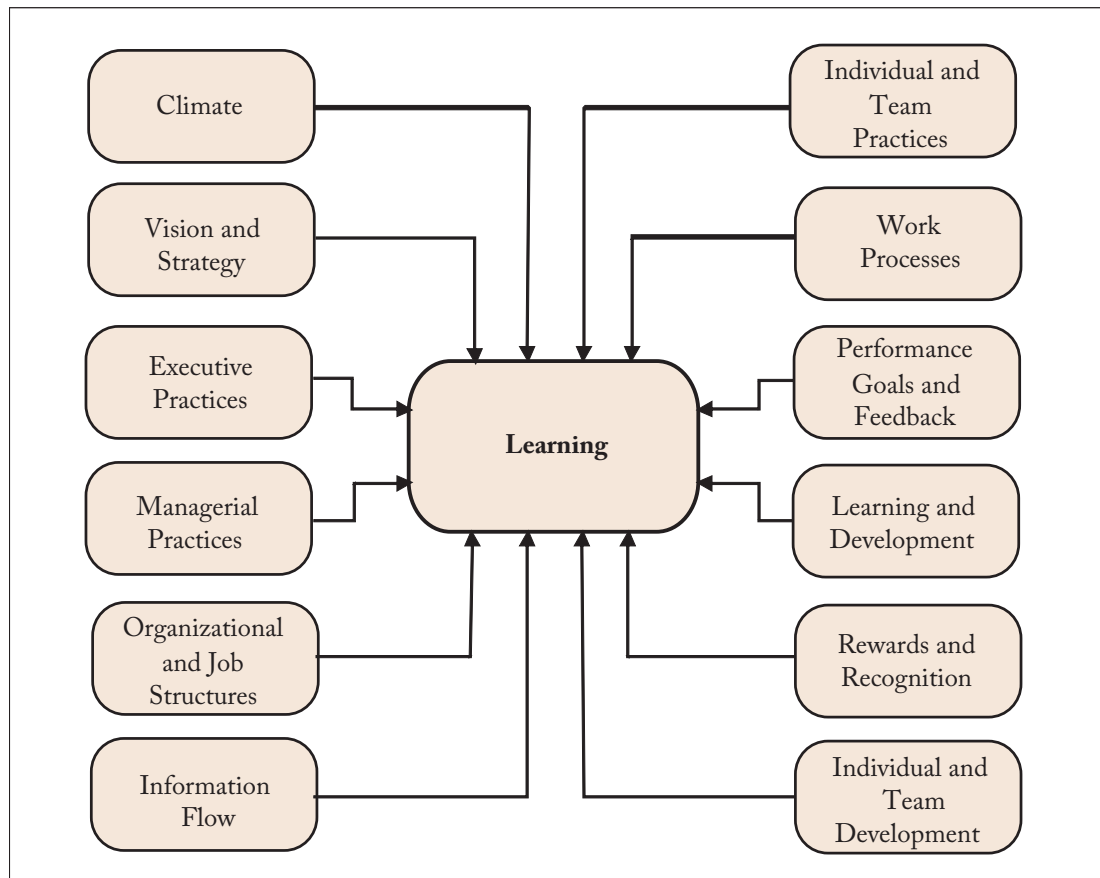 Climate
Vision and
Strategy
Executive
Practices
Managerial
Practices
Organizational
and Job
Structures
Information
Flow
Learning
Individual and
Team
Practices
Work
Processes
Performance
Goals and
Feedback
Learning and
Development
Rewards and
Recognition
Individual and
Team
Development